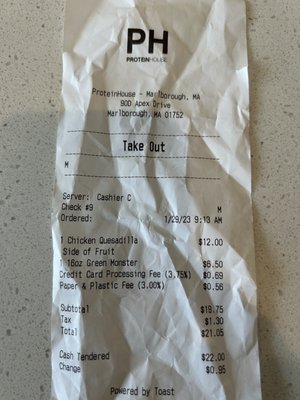 PH
PROTEINHOUSE
ProteinHouse - Marlborough, MA
90D Apex Drive
Marlborough, MA 01752
Take Out
M
Server: Cashier C
Check #9 M
Ordered: 1/29/23 9:13 AM
1 Chicken Quesadilla $12.00
Side of Fruit
1 16oz Green Monster $6.50
Credit Card Processing Fee (3.75%) $0.69
Paper & Plastic Fee (3.00%) $0.56
Subtotal $19.75
Tax $1.30
Total $21.05
Cash Tendered $22.00
Change $0.95
Powered by Toast